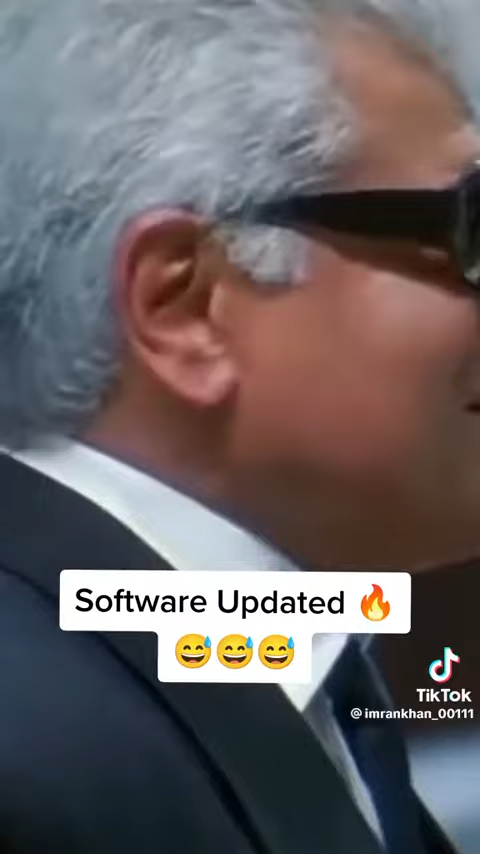 Software Updated 🔥
😅😅😅
TikTok
@imrankhan_00111